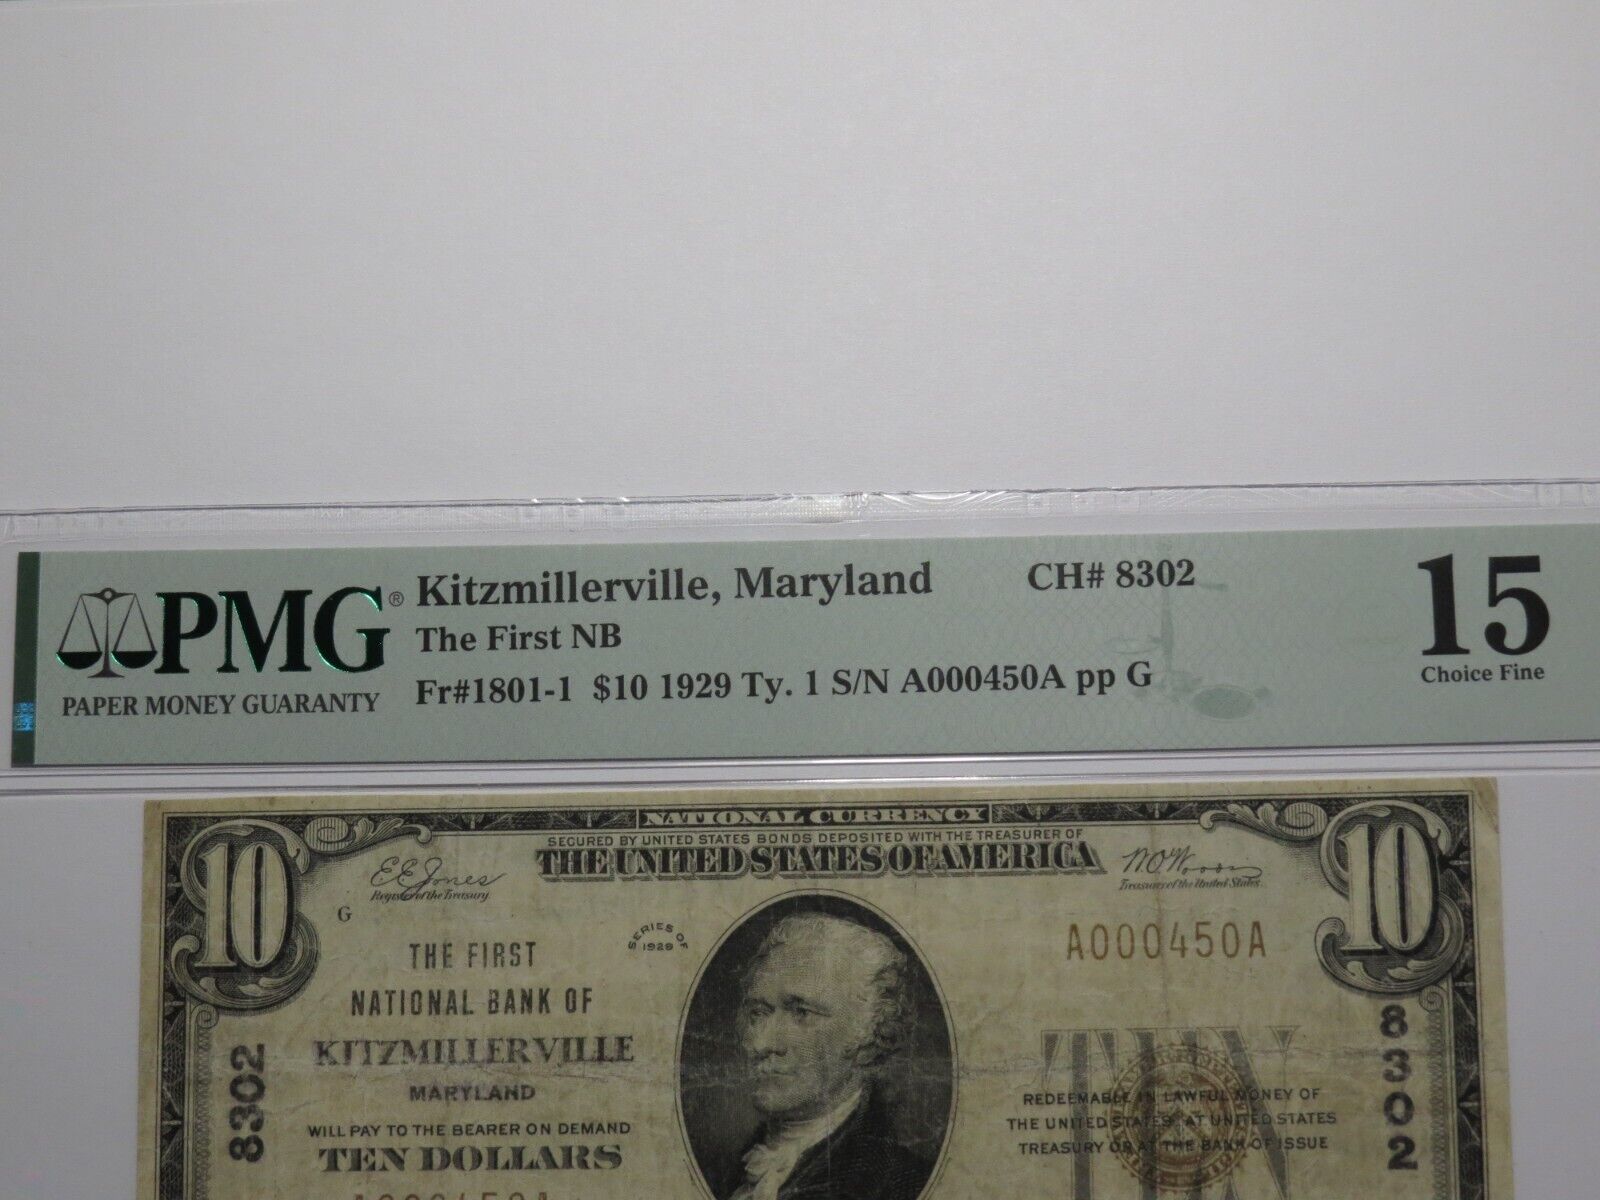 PMG®
PAPER MONEY GUARANTY
Kitzmillerville, Maryland CH# 8302
The First NB
Fr#1801-1 $10 1929 Ty. 1 S/N A000450A pp G
15
Choice Fine
NATIONAL CURRENCY
SECURED BY UNITED STATES BONDS DEPOSITED WITH THE TREASURER OF
THE UNITED STATES OF AMERICA
10
10
E E Jones
Register of the Treasury.
W.O. Woods
Treasurer of the United States.
G
SERIES OF
1929
A000450A
THE FIRST
NATIONAL BANK OF
KITZMILLERVILLE
MARYLAND
WILL PAY TO THE BEARER ON DEMAND
TEN DOLLARS
8302
8302
TEN
REDEEMABLE IN LAWFUL MONEY OF
THE UNITED STATES AT UNITED STATES
TREASURY OR AT THE BANK OF ISSUE
A000450A